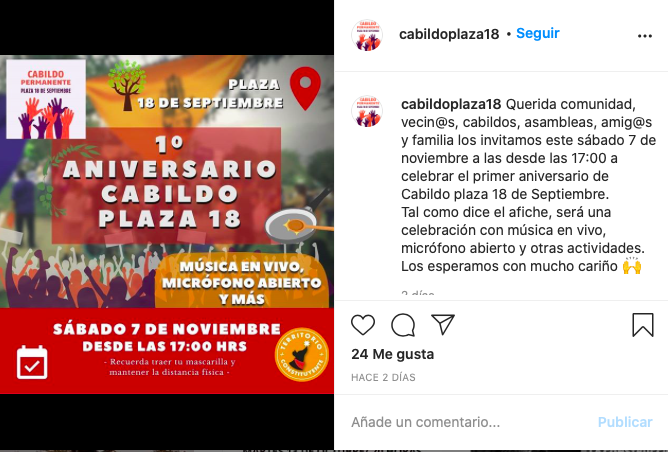 CABILDO
PERMANENTE
PLAZA 18 DE SEPTIEMBRE
PLAZA
18 DE SEPTIEMBRE
1º
ANIVERSARIO
CABILDO
PLAZA 18
MÚSICA EN VIVO,
MICRÓFONO ABIERTO
Y MÁS
SÁBADO 7 DE NOVIEMBRE
DESDE LAS 17:00 HRS
- Recuerda traer tu mascarilla y
mantener la distancia física -
TERRITORIO
CONSTITUYENTE
cabildoplaza18 • Seguir
cabildoplaza18 Querida comunidad,
vecin@s, cabildos, asambleas, amig@s
y familia los invitamos este sábado 7 de
noviembre a las desde las 17:00 a
celebrar el primer aniversario de
Cabildo plaza 18 de Septiembre.
Tal como dice el afiche, será una
celebración con música en vivo,
micrófono abierto y otras actividades.
Los esperamos con mucho cariño 🙌
2 días
24 Me gusta
HACE 2 DÍAS
Añade un comentario...
Publicar